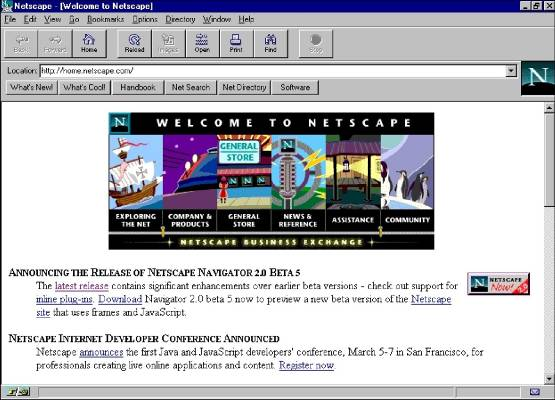 Netscape - [Welcome to Netscape]
File Edit View Go Bookmarks Options Directory Window Help
Back Forward Home Reload Images Open Print Find Stop
Location: http://home.netscape.com/
N
What's New! What's Cool! Handbook Net Search Net Directory Software
N WELCOME TO NETSCAPE
GENERAL
STORE
N N N
N
EXPLORING THE NET COMPANY & PRODUCTS GENERAL STORE NEWS & REFERENCE ASSISTANCE COMMUNITY
NETSCAPE BUSINESS EXCHANGE
ANNOUNCING THE RELEASE OF NETSCAPE NAVIGATOR 2.0 BETA 5
The latest release contains significant enhancements over earlier beta versions - check out support for
inline plug-ins. Download Navigator 2.0 beta 5 now to preview a new beta version of the Netscape
site that uses frames and JavaScript.
N NETSCAPE
Now! 2.0
NETSCAPE INTERNET DEVELOPER CONFERENCE ANNOUNCED
Netscape announces the first Java and JavaScript developers' conference, March 5-7 in San Francisco, for
professionals creating live online applications and content. Register now.